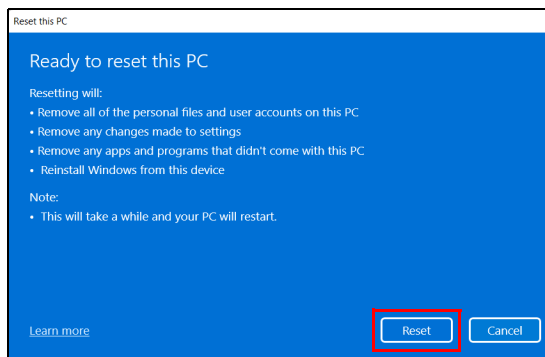 Reset this PC
Ready to reset this PC
Resetting will:
• Remove all of the personal files and user accounts on this PC
• Remove any changes made to settings
• Remove any apps and programs that didn't come with this PC
• Reinstall Windows from this device
Note:
• This will take a while and your PC will restart.
Learn more
Reset
Cancel